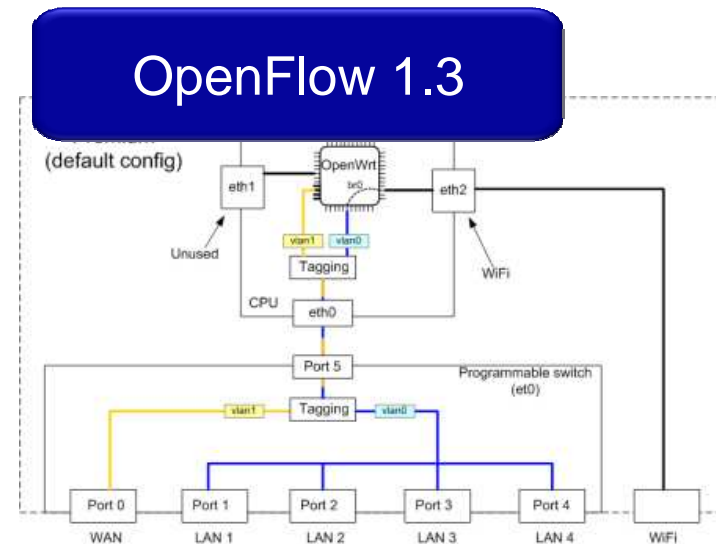 OpenFlow 1.3
(default config)
OpenWrt
br0
eth1
eth2
vlan1
vlan0
Unused
Tagging
WiFi
CPU
eth0
Port 5
Programmable switch
(et0)
vlan1
Tagging
vlan0
Port 0
Port 1
Port 2
Port 3
Port 4
WAN
LAN 1
LAN 2
LAN 3
LAN 4
WiFi